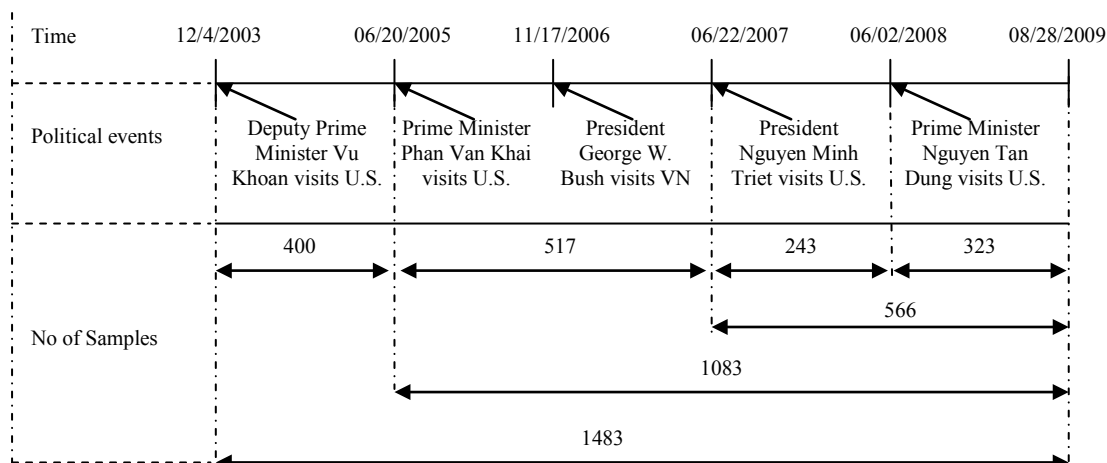 Time
12/4/2003 06/20/2005 11/17/2006 06/22/2007 06/02/2008 08/28/2009
Political events
Deputy Prime
Minister Vu
Khoan visits U.S.
Prime Minister
Phan Van Khai
visits U.S.
President
George W.
Bush visits VN
President
Nguyen Minh
Triet visits U.S.
Prime Minister
Nguyen Tan
Dung visits U.S.
No of Samples
400 517 243 323
566
1083
1483